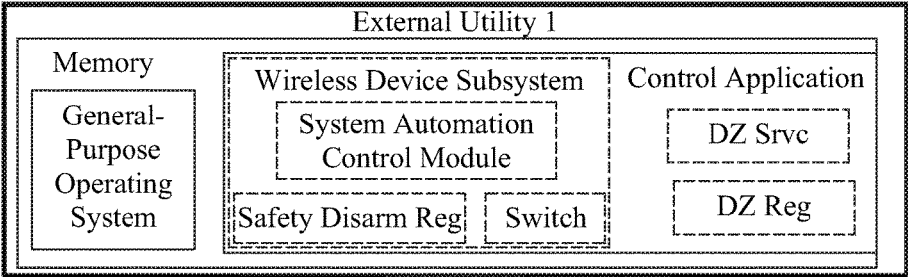 External Utility 1
Memory
General-
Purpose
Operating
System
Wireless Device Subsystem
System Automation
Control Module
Safety Disarm Reg
Switch
Control Application
DZ Srvc
DZ Reg